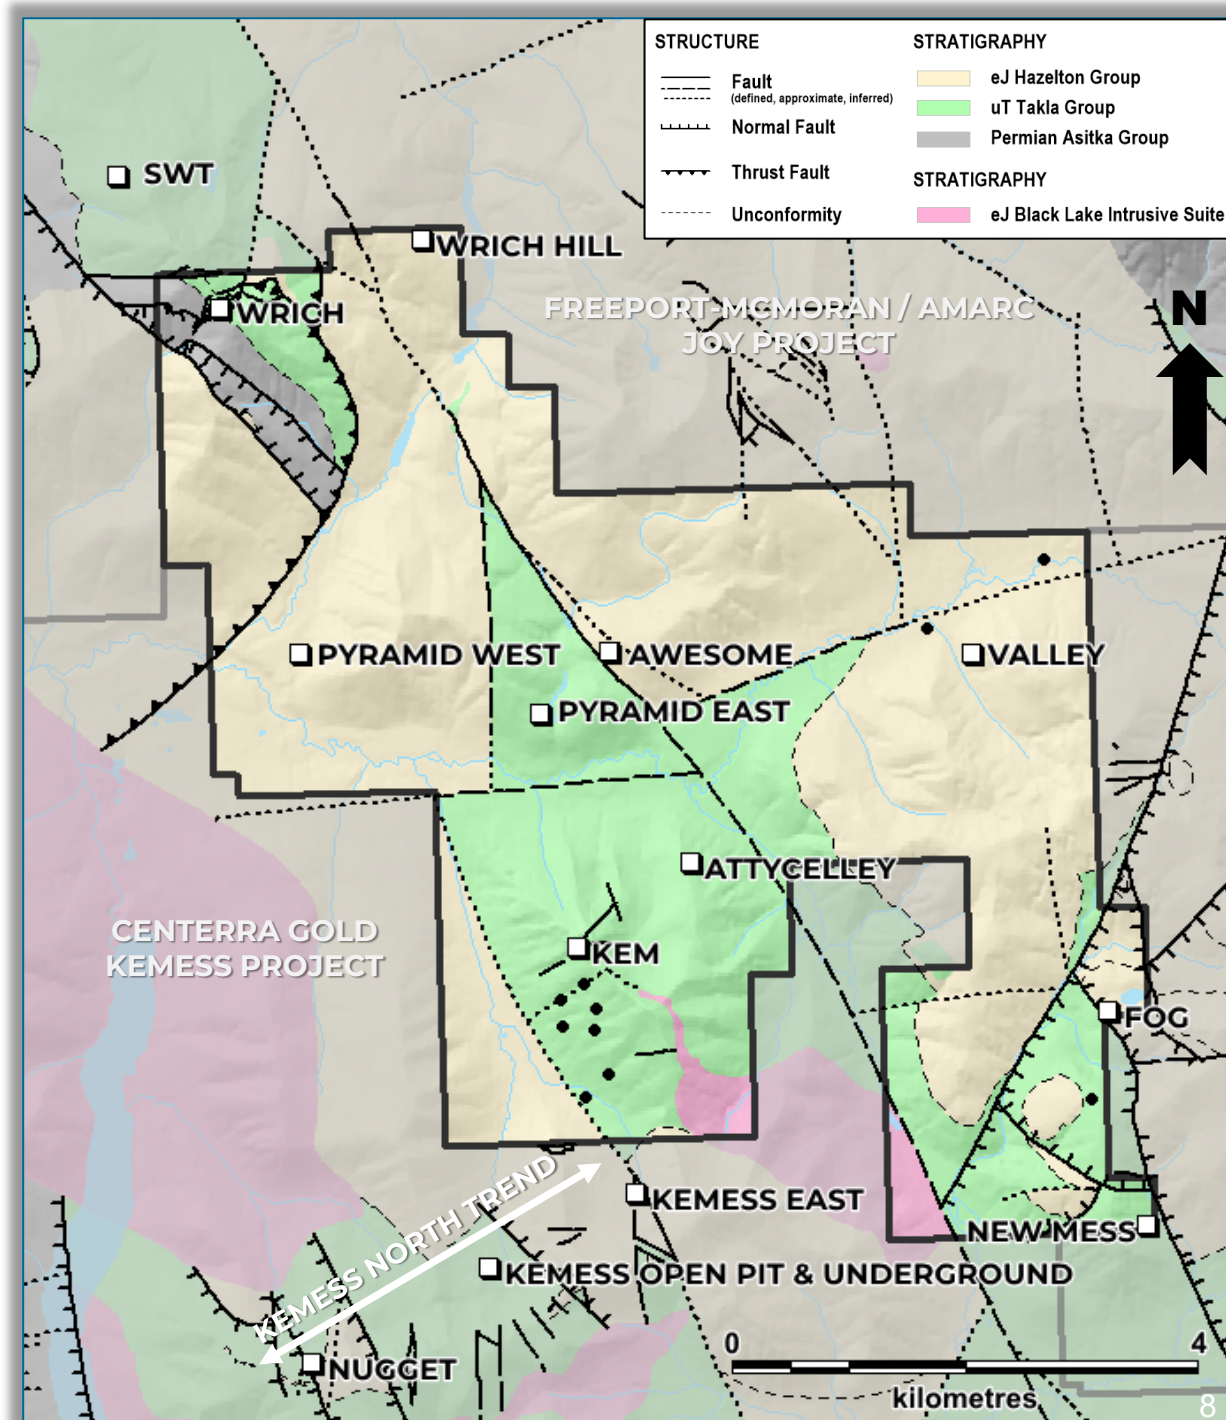 STRUCTURE
Fault
(defined, approximate, inferred)
Normal Fault
Thrust Fault
Unconformity
STRATIGRAPHY
eJ Hazelton Group
uT Takla Group
Permian Asitka Group
STRATIGRAPHY
eJ Black Lake Intrusive Suite
SWT
WRICH HILL
WRICH
FREEPORT-MCMORAN / AMARC
JOY PROJECT
N
PYRAMID WEST
AWESOME
VALLEY
PYRAMID EAST
ATTYCELLEY
CENTERRA GOLD
KEMESS PROJECT
KEM
FOG
KEMESS NORTH TREND
KEMESS EAST
NEW MESS
KEMESS OPEN PIT & UNDERGROUND
NUGGET
0 4
kilometres
8